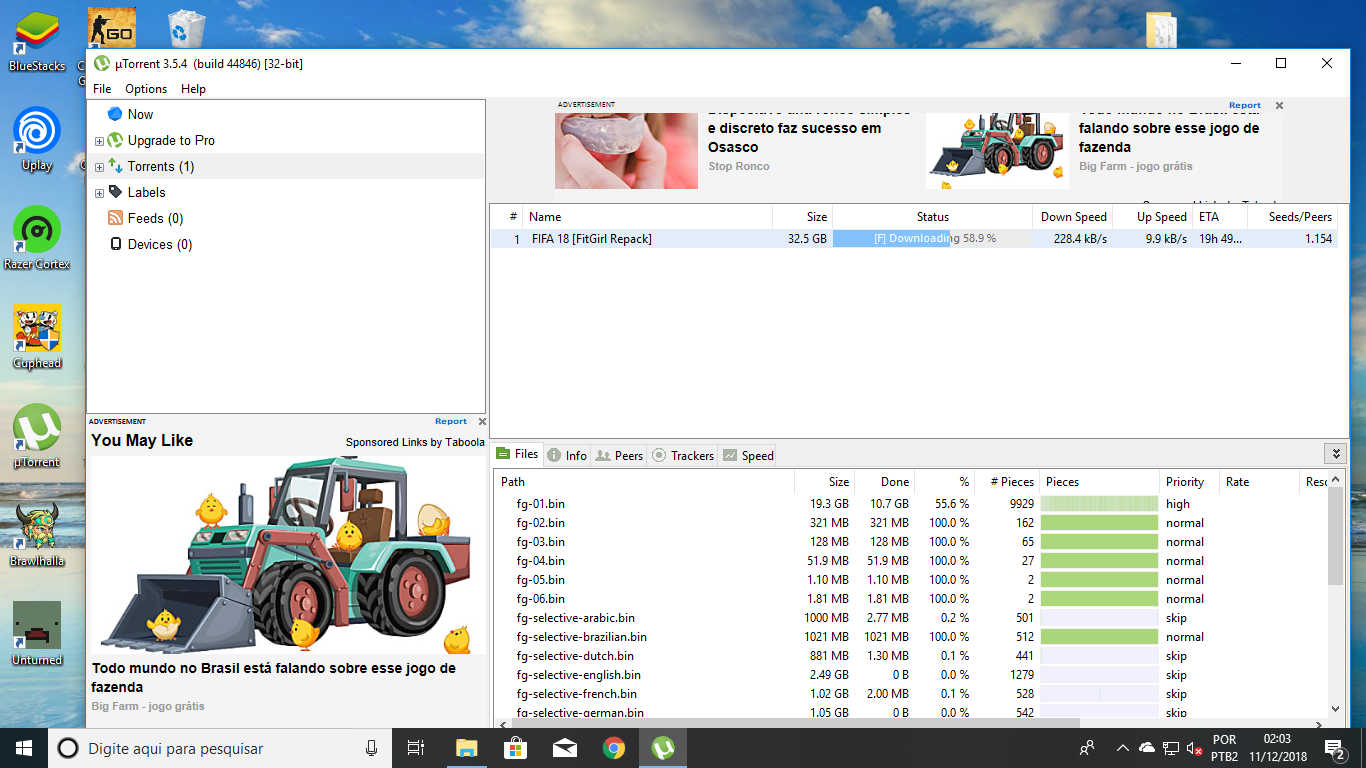 BlueStacks
GO
Uplay
Razer Cortex
Cuphead
µTorrent
Brawlhalla
Unturned
µTorrent 3.5.4 (build 44846) [32-bit]
File Options Help
Now
Upgrade to Pro
Torrents (1)
Labels
Feeds (0)
Devices (0)
ADVERTISEMENT Report
e discreto faz sucesso em
Osasco
Stop Ronco
Todo mundo no Brasil está
falando sobre esse jogo de
fazenda
Big Farm - jogo grátis
# Name Size Status Down Speed Up Speed ETA Seeds/Peers
1 FIFA 18 [FitGirl Repack] 32.5 GB [F] Downloading 58.9 % 228.4 kB/s 9.9 kB/s 19h 49... 1.154
ADVERTISEMENT Report
You May Like Sponsored Links by Taboola
Todo mundo no Brasil está falando sobre esse jogo de
fazenda
Big Farm - jogo grátis
Files Info Peers Trackers Speed
Path Size Done % # Pieces Pieces Priority Rate Resc
fg-01.bin 19.3 GB 10.7 GB 55.6 % 9929 high
fg-02.bin 321 MB 321 MB 100.0 % 162 normal
fg-03.bin 128 MB 128 MB 100.0 % 65 normal
fg-04.bin 51.9 MB 51.9 MB 100.0 % 27 normal
fg-05.bin 1.10 MB 1.10 MB 100.0 % 2 normal
fg-06.bin 1.81 MB 1.81 MB 100.0 % 2 normal
fg-selective-arabic.bin 1000 MB 2.77 MB 0.2 % 501 skip
fg-selective-brazilian.bin 1021 MB 1021 MB 100.0 % 512 normal
fg-selective-dutch.bin 881 MB 1.30 MB 0.1 % 441 skip
fg-selective-english.bin 2.49 GB 0 B 0.0 % 1279 skip
fg-selective-french.bin 1.02 GB 2.00 MB 0.1 % 528 skip
fg-selective-german.bin 1.05 GB 0 B 0.0 % 542 skip
Digite aqui para pesquisar
POR
PTB2
02:03
11/12/2018
2